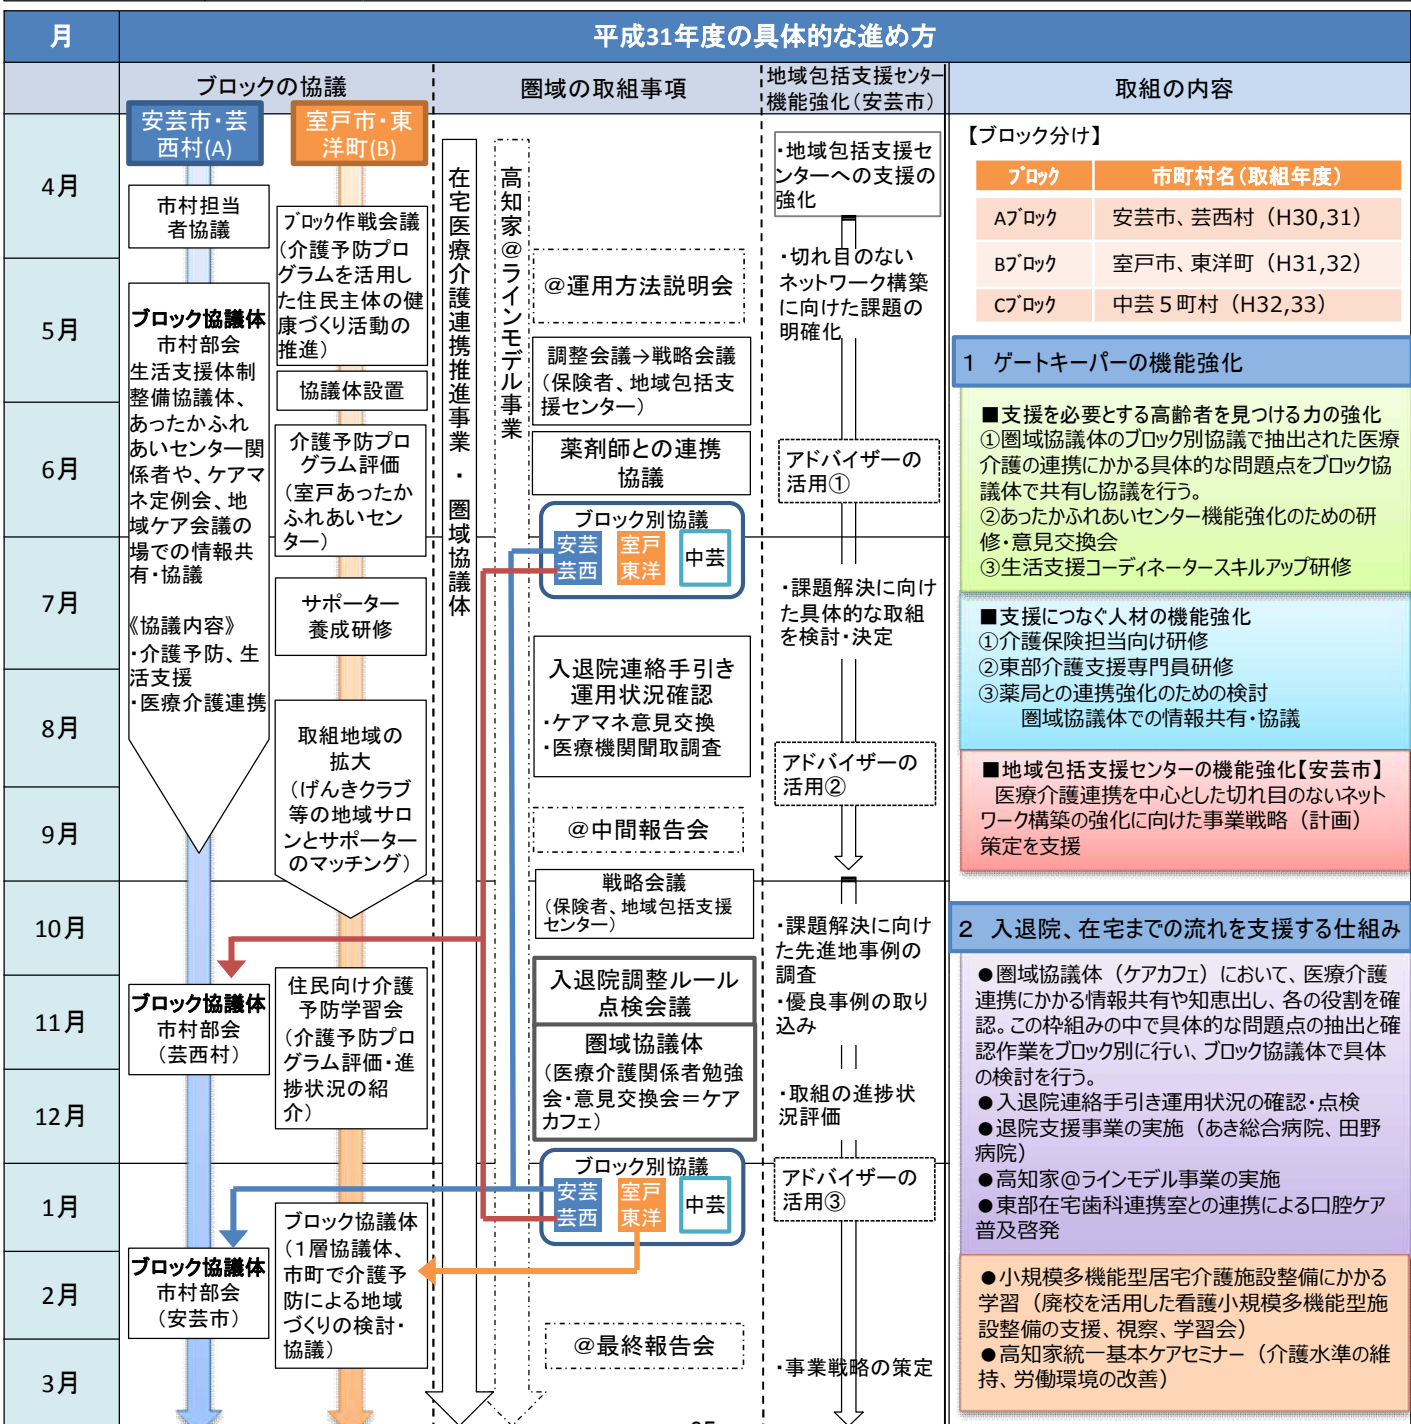 月
平成31年度の具体的な進め方
ブロックの協議
圏域の取組事項
地域包括支援センター
機能強化（安芸市）
取組の内容
4月
5月
6月
7月
8月
9月
10月
11月
12月
1月
2月
3月
安芸市・芸
西村(A)
市村担当
者協議
ブロック協議体
市村部会
生活支援体制
整備協議体、
あったかふれ
あいセンター関
係者や、ケアマ
ネ定例会、地
域ケア会議の
場での情報共
有・協議
《協議内容》
・介護予防、生
活支援
・医療介護連携
ブロック協議体
市村部会
（芸西村）
ブロック協議体
市村部会
（安芸市）
室戸市・東
洋町(B)
ブロック作戦会議
（介護予防プロ
グラムを活用し
た住民主体の健
康づくり活動の
推進）
協議体設置
介護予防プロ
グラム評価
（室戸あったか
ふれあいセン
ター）
サポーター
養成研修
取組地域の
拡大
（げんきクラブ
等の地域サロ
ンとサポーター
のマッチング）
住民向け介護
予防学習会
（介護予防プロ
グラム評価・進
捗状況の紹
介）
ブロック協議体
（1層協議体、
市町で介護予
防による地域
づくりの検討・
協議）
在宅医療介護連携推進事業・圏域協議体
高知家＠ラインモデル事業
＠運用方法説明会
調整会議→戦略会議
（保険者、地域包括支
援センター）
薬剤師との連携
協議
ブロック別協議
安芸
芸西
室戸
東洋
中芸
入退院連絡手引き
運用状況確認
・ケアマネ意見交換
・医療機関聞取調査
＠中間報告会
戦略会議
（保険者、地域包括支援
センター）
入退院調整ルール
点検会議
圏域協議体
（医療介護関係者勉強
会・意見交換会＝ケア
カフェ）
ブロック別協議
安芸
芸西
室戸
東洋
中芸
＠最終報告会
・地域包括支援セ
ンターへの支援の
強化
・切れ目のない
ネットワーク構築
に向けた課題の
明確化
アドバイザーの
活用①
・課題解決に向け
た具体的な取組
を検討・決定
アドバイザーの
活用②
・課題解決に向け
た先進地事例の
調査
・優良事例の取り
込み
・取組の進捗状
況評価
アドバイザーの
活用③
・事業戦略の策定
【ブロック分け】
ブロック 市町村名（取組年度）
Aブロック 安芸市、芸西村（H30,31）
Bブロック 室戸市、東洋町（H31,32）
Cブロック 中芸５町村（H32,33）
1 ゲートキーパーの機能強化
■支援を必要とする高齢者を見つける力の強化
①圏域協議体のブロック別協議で抽出された医療
介護の連携にかかる具体的な問題点をブロック協
議体で共有し協議を行う。
②あったかふれあいセンター機能強化のための研
修・意見交換会
③生活支援コーディネータースキルアップ研修
■支援につなぐ人材の機能強化
①介護保険担当向け研修
②東部介護支援専門員研修
③薬局との連携強化のための検討
圏域協議体での情報共有・協議
■地域包括支援センターの機能強化【安芸市】
医療介護連携を中心とした切れ目のないネット
ワーク構築の強化に向けた事業戦略（計画）
策定を支援
2 入退院、在宅までの流れを支援する仕組み
●圏域協議体（ケアカフェ）において、医療介護
連携にかかる情報共有や知恵出し、各の役割を確
認。この枠組みの中で具体的な問題点の抽出と確
認作業をブロック別に行い、ブロック協議体で具体
の検討を行う。
●入退院連絡手引き運用状況の確認・点検
●退院支援事業の実施（あき総合病院、田野
病院）
●高知家@ラインモデル事業の実施
●東部在宅歯科連携室との連携による口腔ケア
普及啓発
●小規模多機能型居宅介護施設整備にかかる
学習（廃校を活用した看護小規模多機能型施
設整備の支援、視察、学習会）
●高知家統一基本ケアセミナー（介護水準の維
持、労働環境の改善）